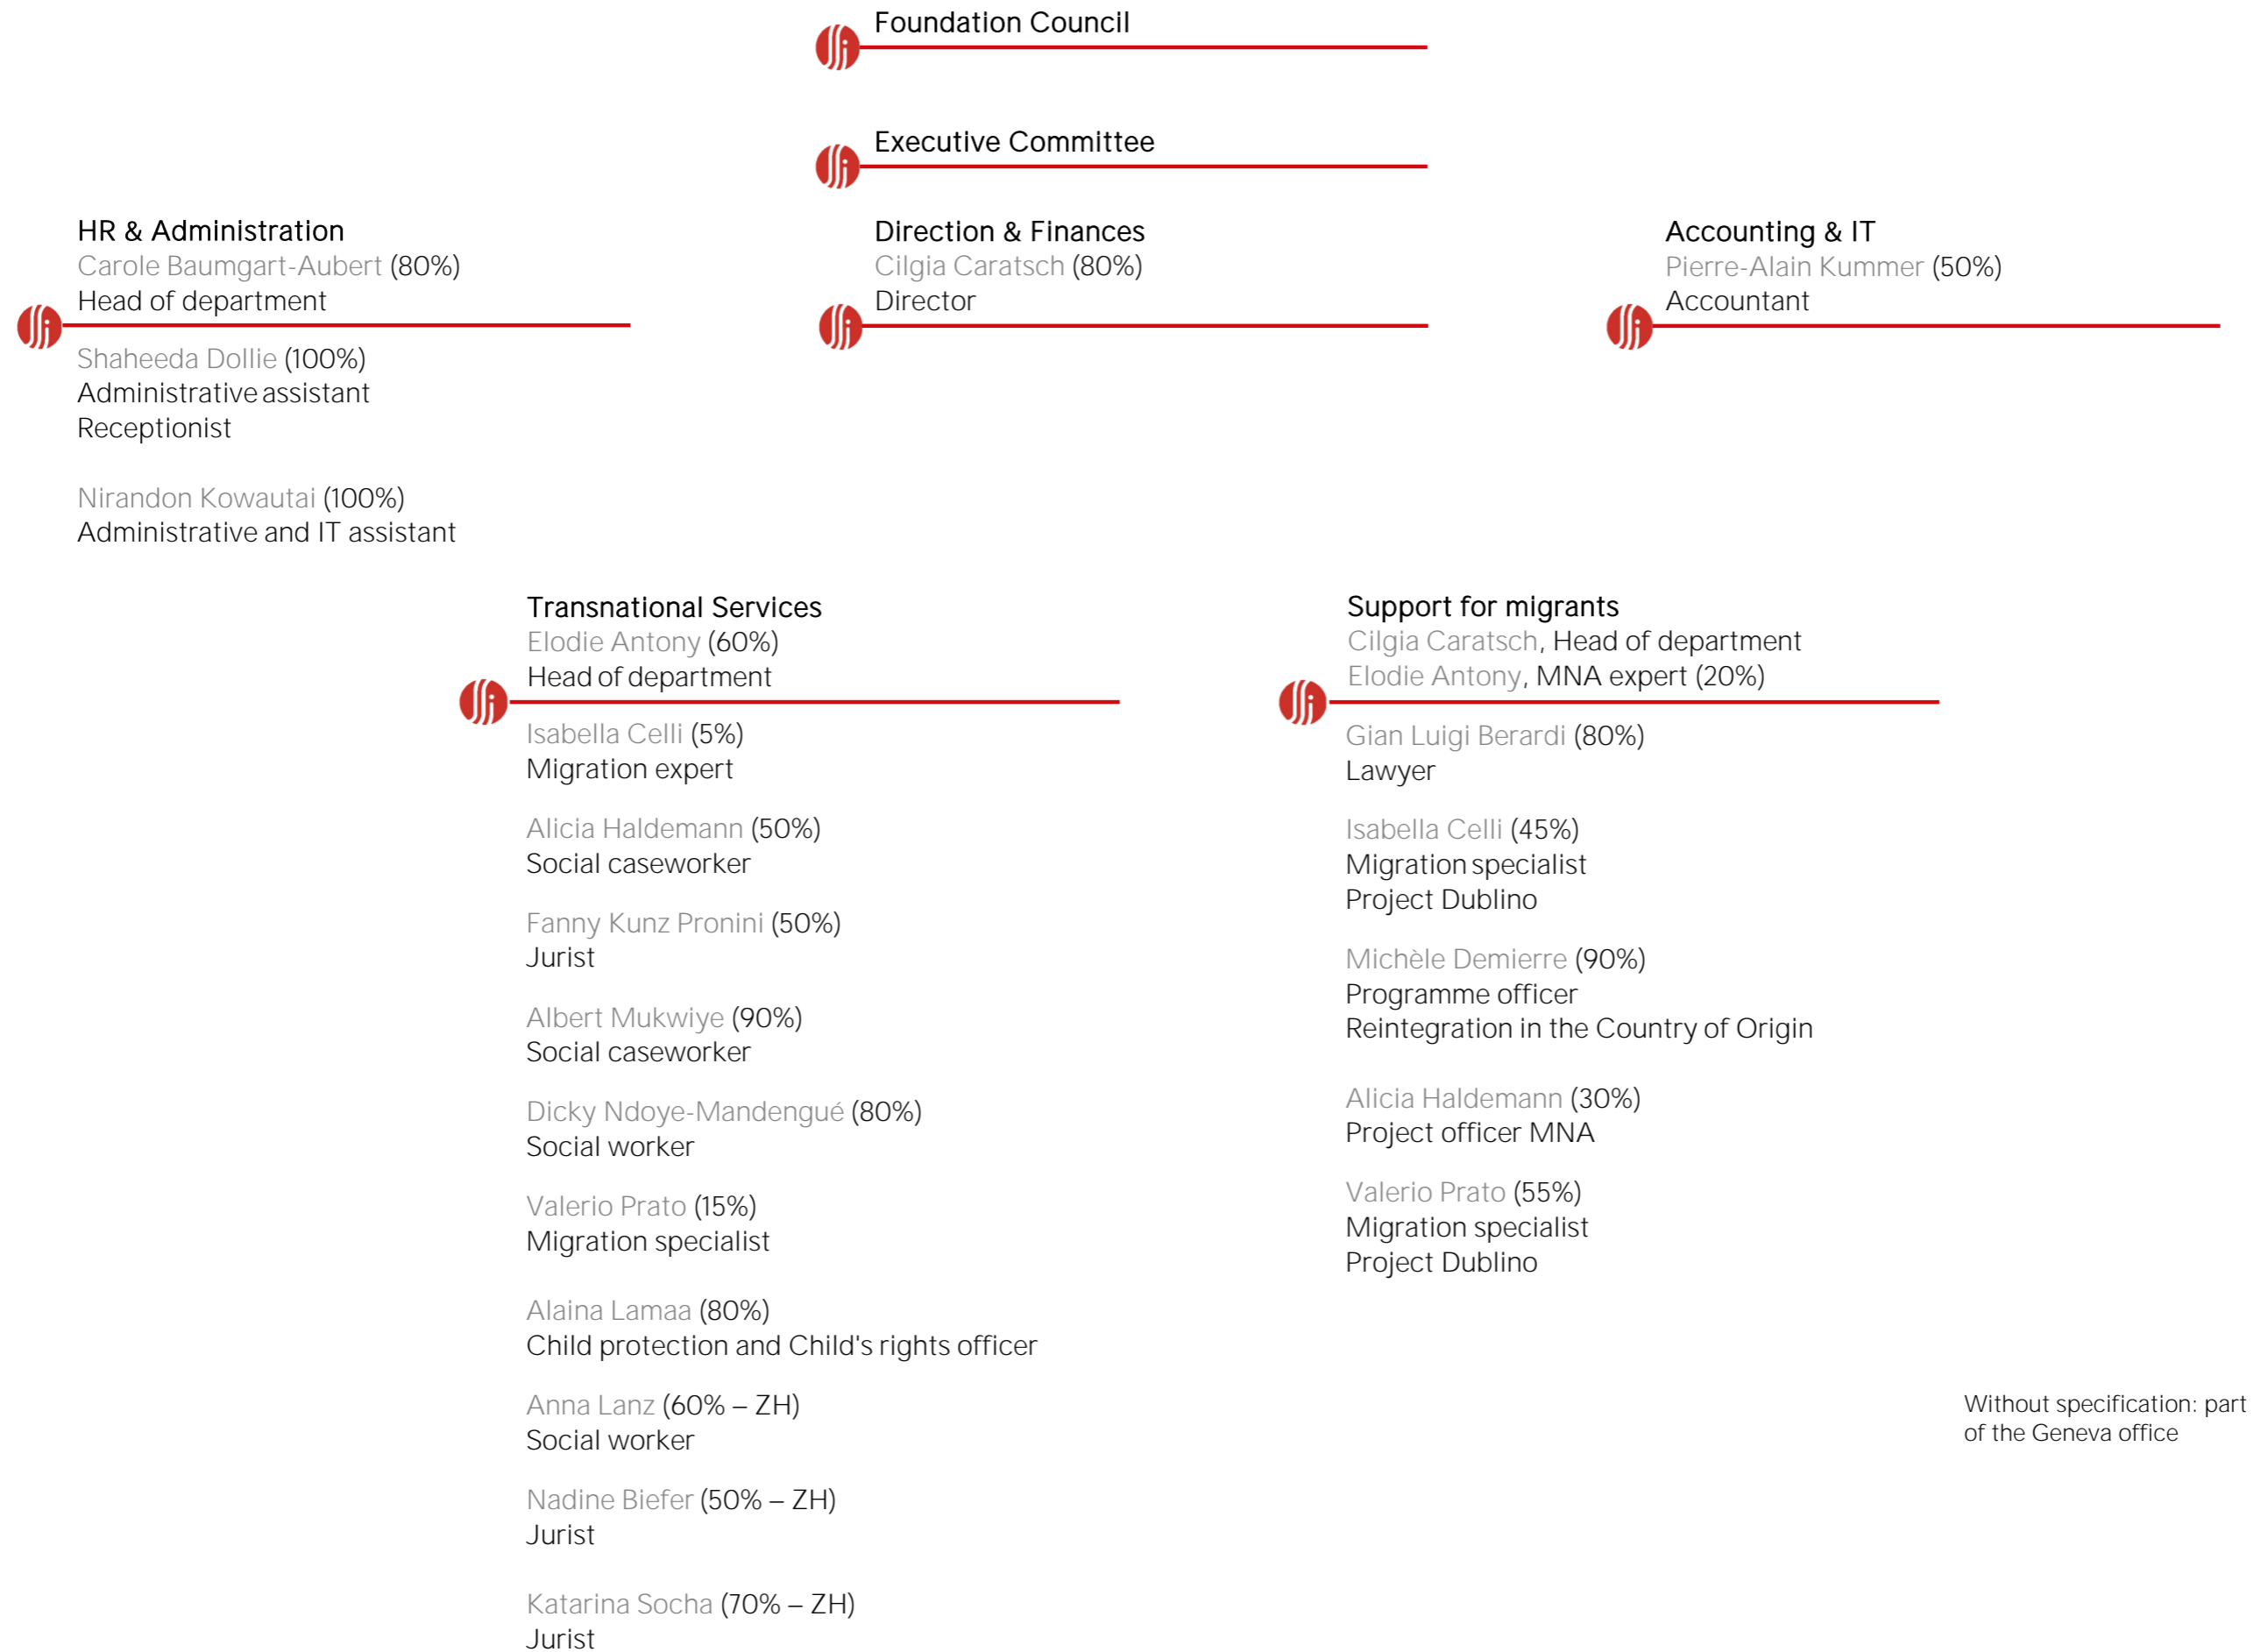 Foundation Council
Executive Committee
HR & Administration
Carole Baumgart-Aubert (80%)
Head of department
Shaheeda Dollie (100%)
Administrative assistant
Receptionist
Nirandon Kowautai (100%)
Administrative and IT assistant
Direction & Finances
Cilgia Caratsch (80%)
Director
Accounting & IT
Pierre-Alain Kummer (50%)
Accountant
Transnational Services
Elodie Antony (60%)
Head of department
Isabella Celli (5%)
Migration expert
Alicia Haldemann (50%)
Social caseworker
Fanny Kunz Pronini (50%)
Jurist
Albert Mukwiye (90%)
Social caseworker
Dicky Ndoye-Mandengué (80%)
Social worker
Valerio Prato (15%)
Migration specialist
Alaina Lamaa (80%)
Child protection and Child's rights officer
Anna Lanz (60% – ZH)
Social worker
Nadine Biefer (50% – ZH)
Jurist
Katarina Socha (70% – ZH)
Jurist
Support for migrants
Cilgia Caratsch, Head of department
Elodie Antony, MNA expert (20%)
Gian Luigi Berardi (80%)
Lawyer
Isabella Celli (45%)
Migration specialist
Project Dublino
Michèle Demierre (90%)
Programme officer
Reintegration in the Country of Origin
Alicia Haldemann (30%)
Project officer MNA
Valerio Prato (55%)
Migration specialist
Project Dublino
Without specification: part
of the Geneva office